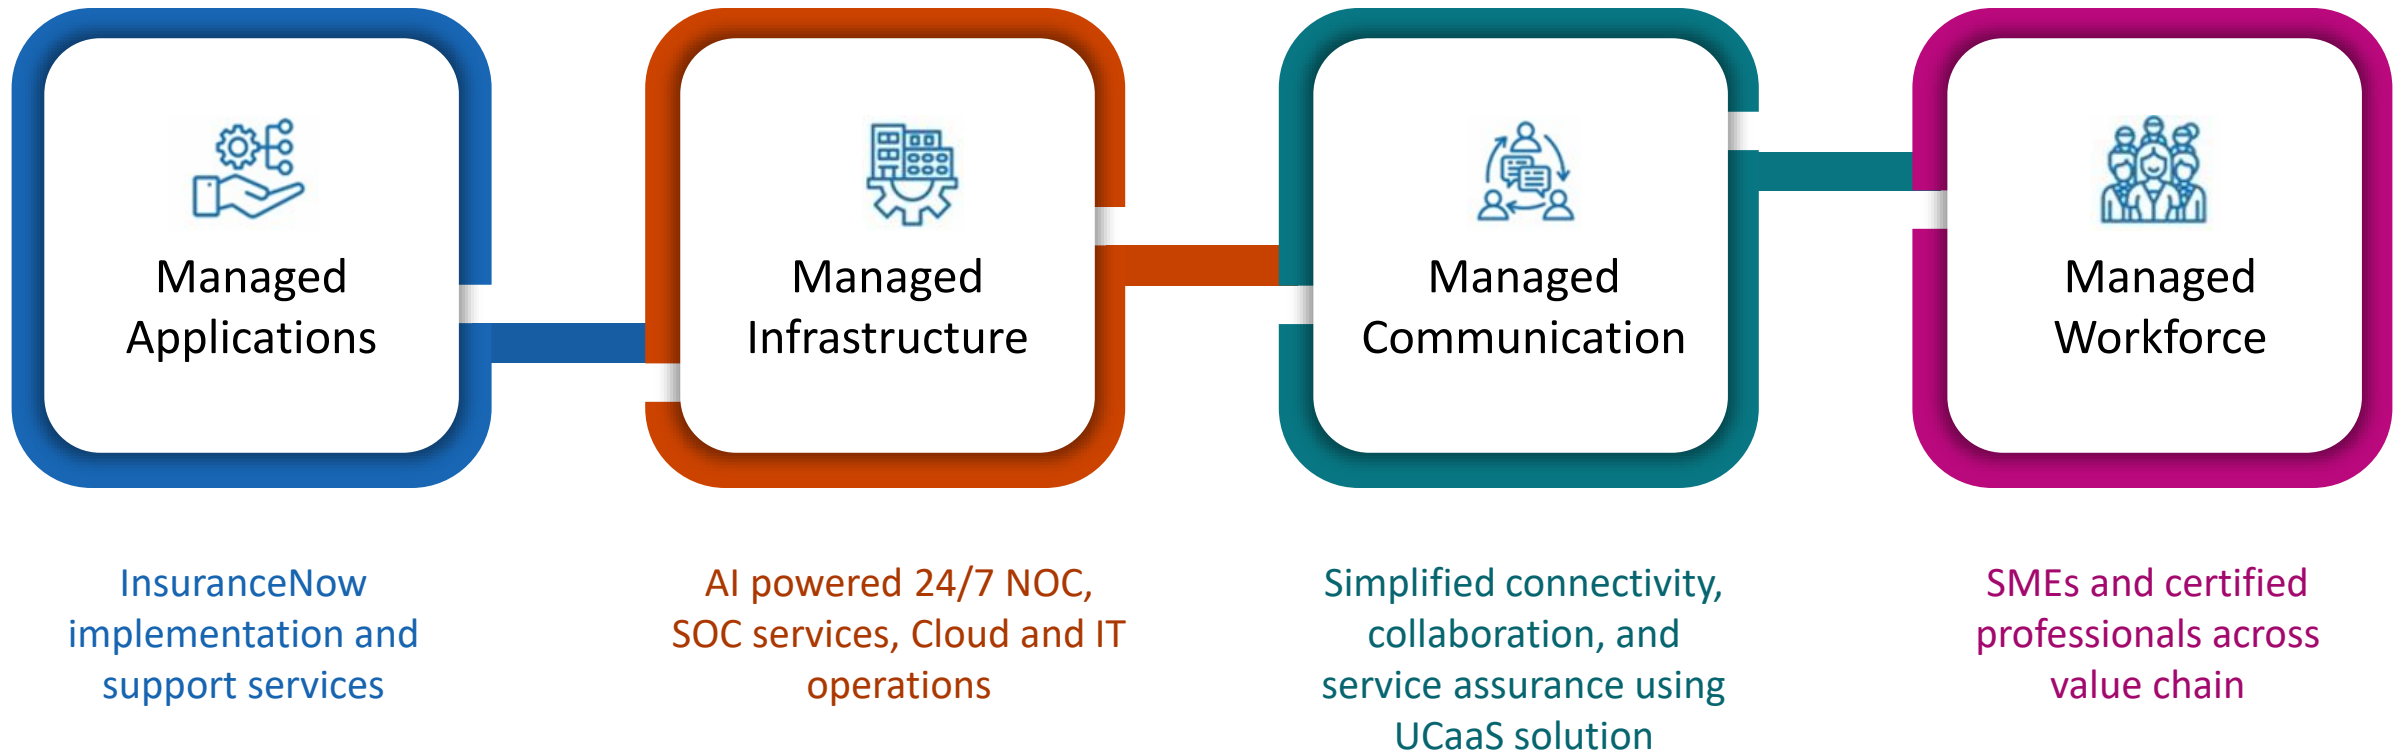 Managed
Applications
Managed
Infrastructure
Managed
Communication
Managed
Workforce
InsuranceNow
implementation and
support services
AI powered 24/7 NOC,
SOC services, Cloud and IT
operations
Simplified connectivity,
collaboration, and
service assurance using
UCaaS solution
SMEs and certified
professionals across
value chain